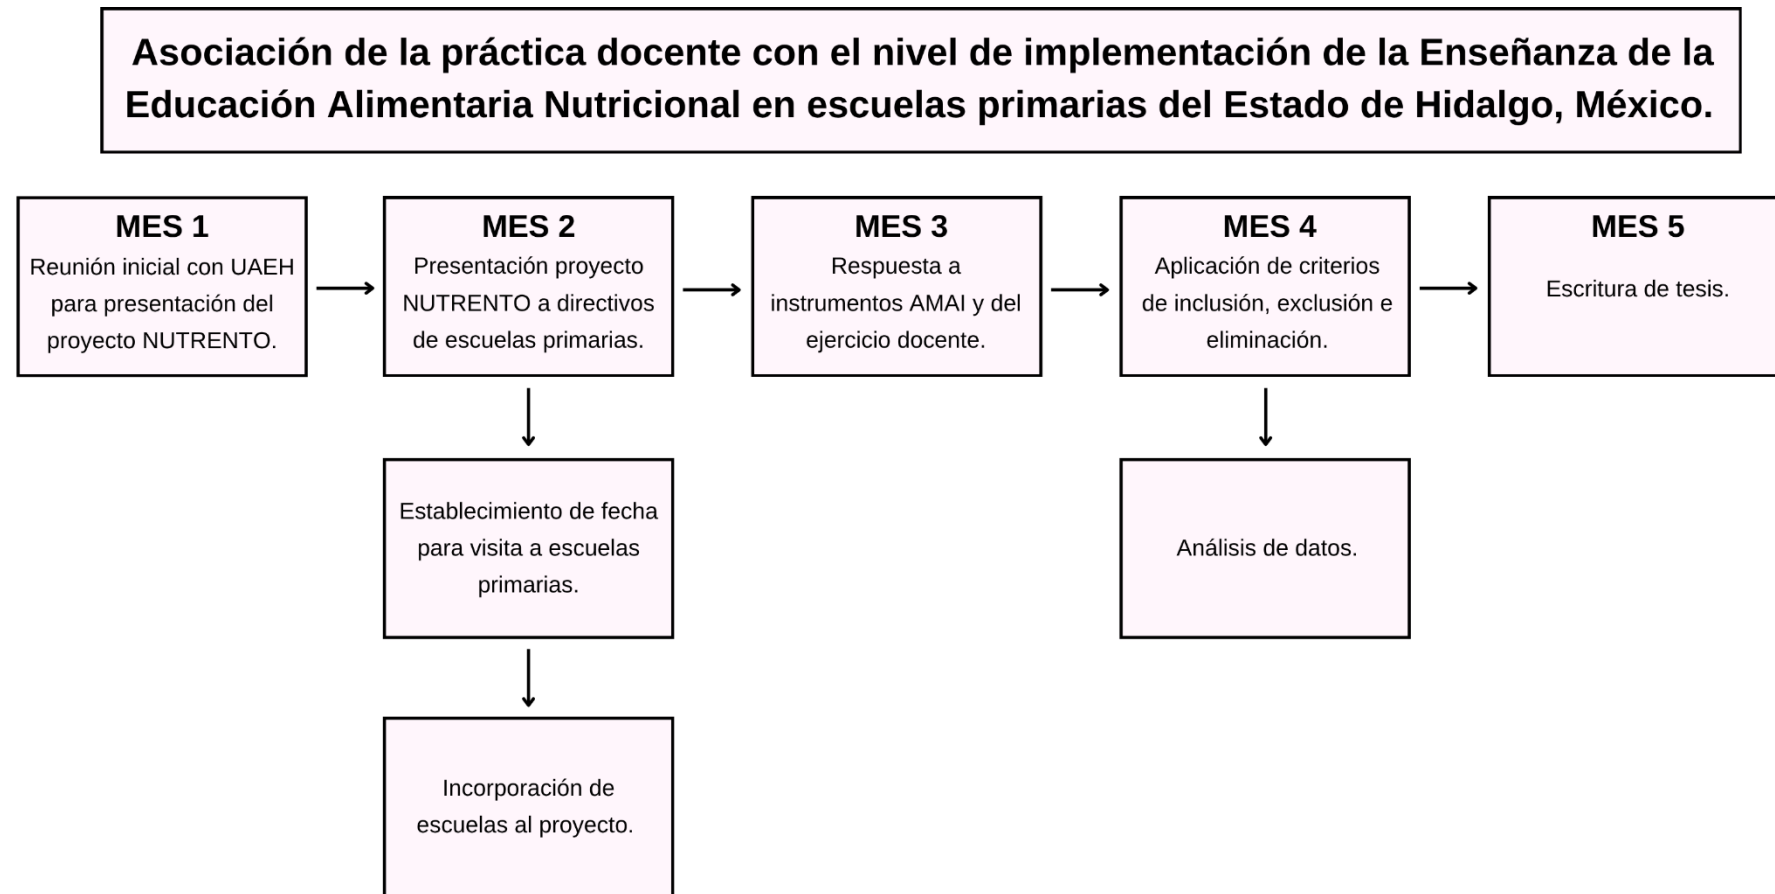 Asociación de la práctica docente con el nivel de implementación de la Enseñanza de la
Educación Alimentaria Nutricional en escuelas primarias del Estado de Hidalgo, México.
MES 1
Reunión inicial con UAEH
para presentación del
proyecto NUTRENTO.
MES 2
Presentación proyecto
NUTRENTO a directivos
de escuelas primarias.
MES 3
Respuesta a
instrumentos AMAI y del
ejercicio docente.
MES 4
Aplicación de criterios
de inclusión, exclusión e
eliminación.
MES 5
Escritura de tesis.
Establecimiento de fecha
para visita a escuelas
primarias.
Análisis de datos.
Incorporación de
escuelas al proyecto.